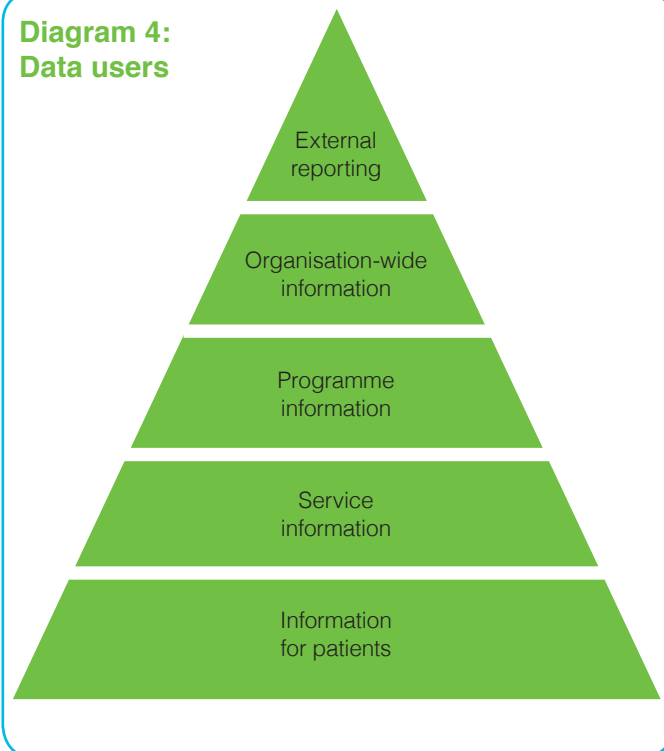 Diagram 4:
Data users
External
reporting
Organisation-wide
information
Programme
information
Service
information
Information
for patients